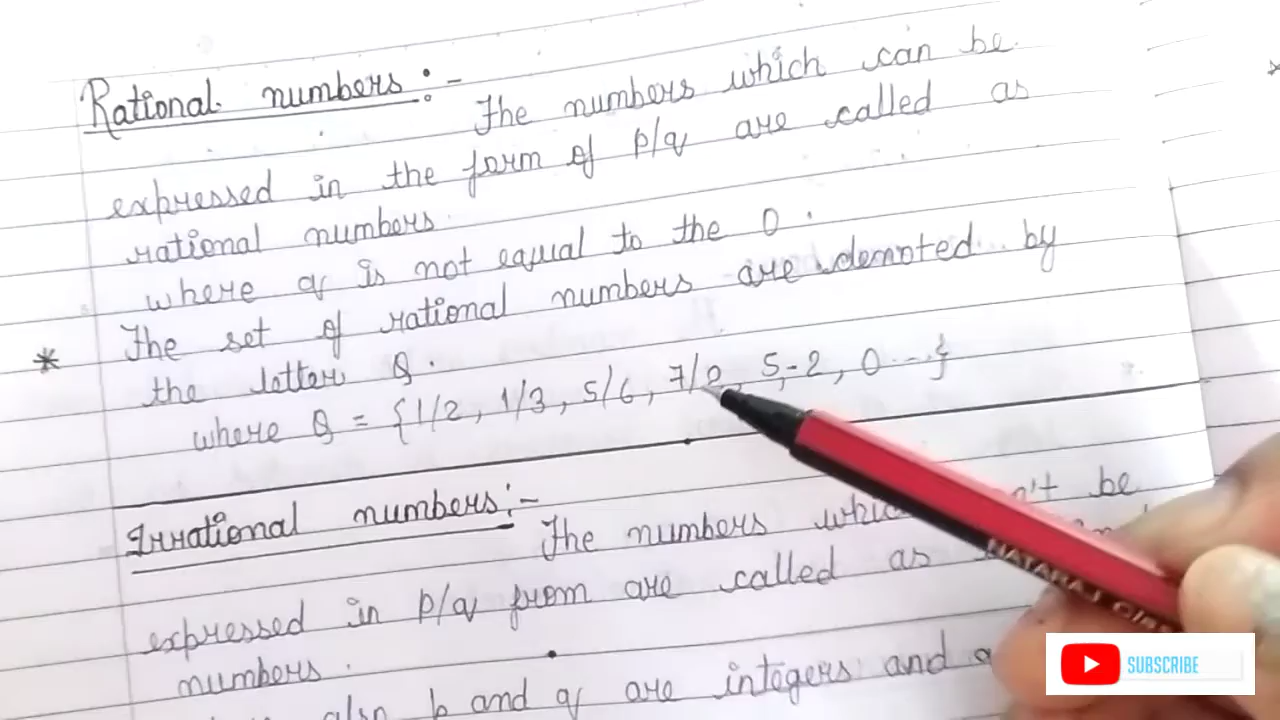 Rational numbers :-
The numbers which can be
expressed in the form of p/q are called as
rational numbers.
where q is not equal to the 0.
* The set of rational numbers are denoted by
the letter Q.
where Q = {1/2, 1/3, 5/6, 7/0, 5,-2, 0---}
Irrational numbers :-
The numbers be
expressed in p/q from are called as
numbers.
also p and q are integers and
NATARAJ
SUBSCRIBE